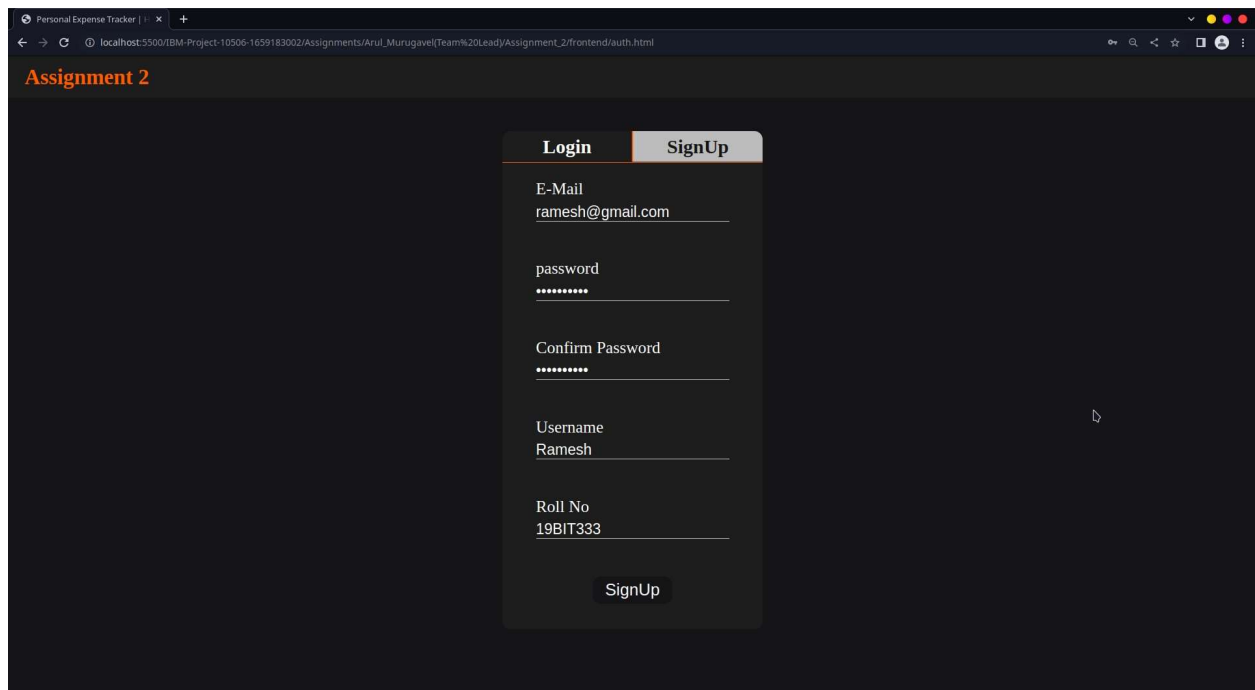 Personal Expense Tracker |
localhost:5500/IBM-Project-10506-1659183002/Assignments/Arul_Murugavel(Team%20Lead)/Assignment_2/frontend/auth.html
Assignment 2
Login SignUp
E-Mail
ramesh@gmail.com
password
••••••••••
Confirm Password
••••••••••
Username
Ramesh
Roll No
19BIT333
SignUp